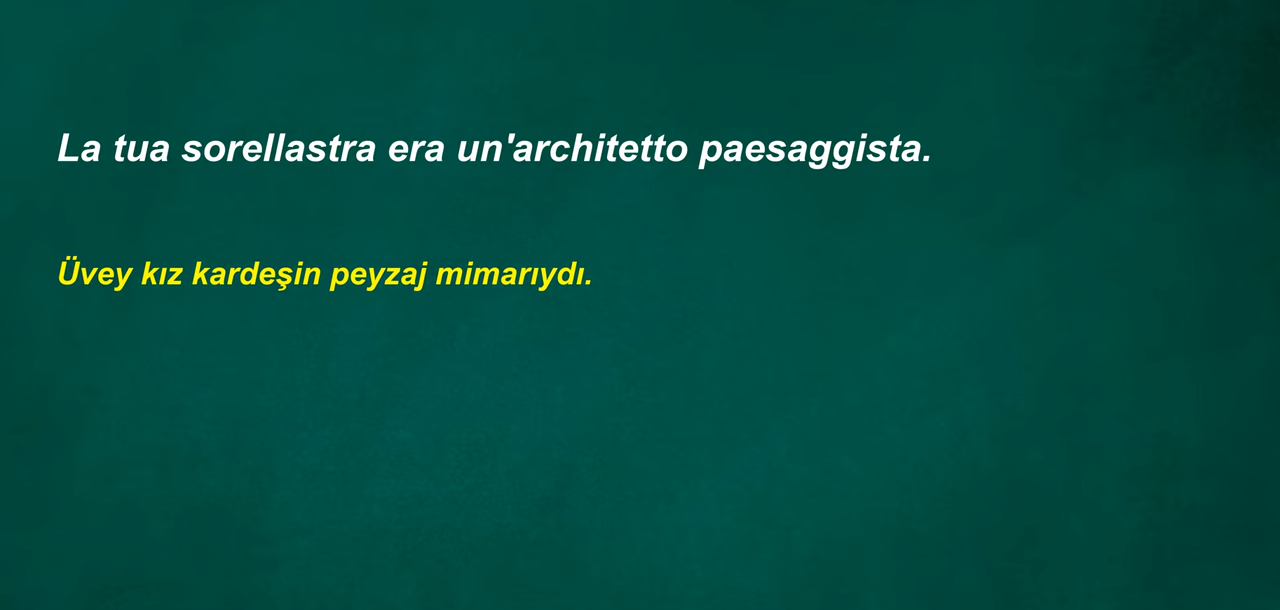 La tua sorellastra era un'architetto paesaggista.
Üvey kız kardeşin peyzaj mimarıydı.